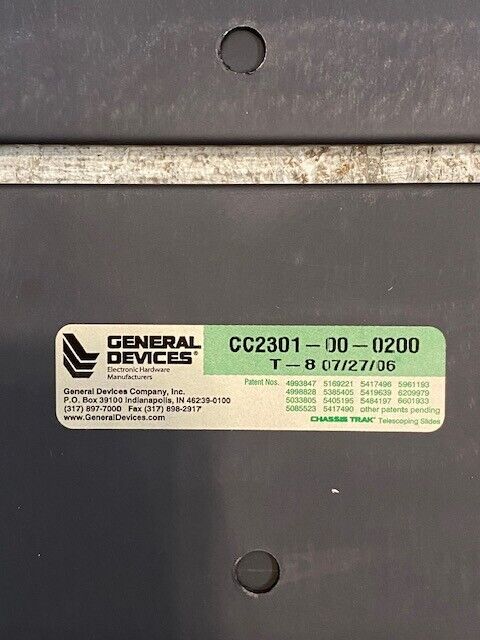 GENERAL
DEVICES®
Electronic Hardware
Manufacturers
General Devices Company, Inc.
P.O. Box 39100 Indianapolis, IN 46239-0100
(317) 897-7000 Fax (317) 898-2917
www.GeneralDevices.com
CC2301-00-0200
T-8 07/27/06
Patent Nos. 4993847 5169221 5417496 5961193
4998828 5385405 5419639 6209979
5033805 5405195 5484197 6601933
5085523 5417490 other patents pending
CHASSIS TRAK® Telescoping Slides